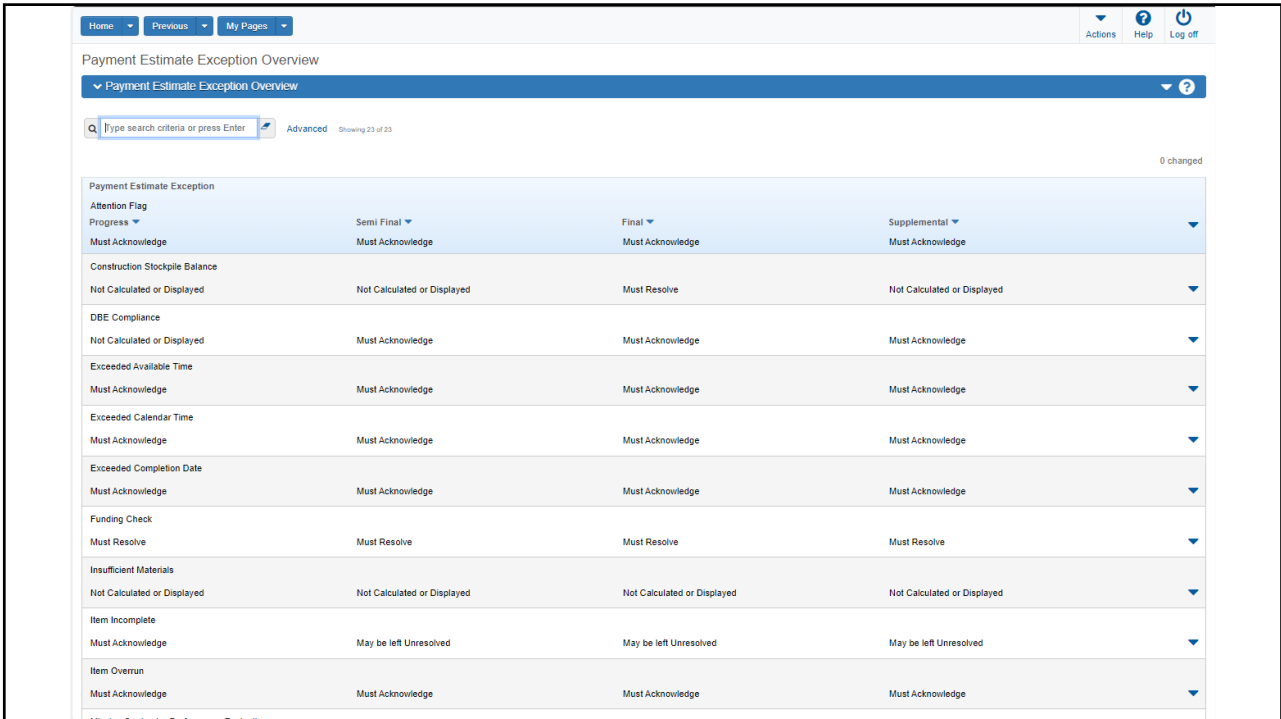 Home Previous My Pages Actions Help Log off
Payment Estimate Exception Overview
Payment Estimate Exception Overview
Type search criteria or press Enter Advanced Showing 23 of 23
0 changed
Payment Estimate Exception
Attention Flag
Progress Semi Final Final Supplemental
Must Acknowledge Must Acknowledge Must Acknowledge Must Acknowledge
Construction Stockpile Balance
Not Calculated or Displayed Not Calculated or Displayed Must Resolve Not Calculated or Displayed
DBE Compliance
Not Calculated or Displayed Must Acknowledge Must Acknowledge Must Acknowledge
Exceeded Available Time
Must Acknowledge Must Acknowledge Must Acknowledge Must Acknowledge
Exceeded Calendar Time
Must Acknowledge Must Acknowledge Must Acknowledge Must Acknowledge
Exceeded Completion Date
Must Acknowledge Must Acknowledge Must Acknowledge Must Acknowledge
Funding Check
Must Resolve Must Resolve Must Resolve Must Resolve
Insufficient Materials
Not Calculated or Displayed Not Calculated or Displayed Not Calculated or Displayed Not Calculated or Displayed
Item Incomplete
Must Acknowledge May be left Unresolved May be left Unresolved May be left Unresolved
Item Overrun
Must Acknowledge Must Acknowledge Must Acknowledge Must Acknowledge